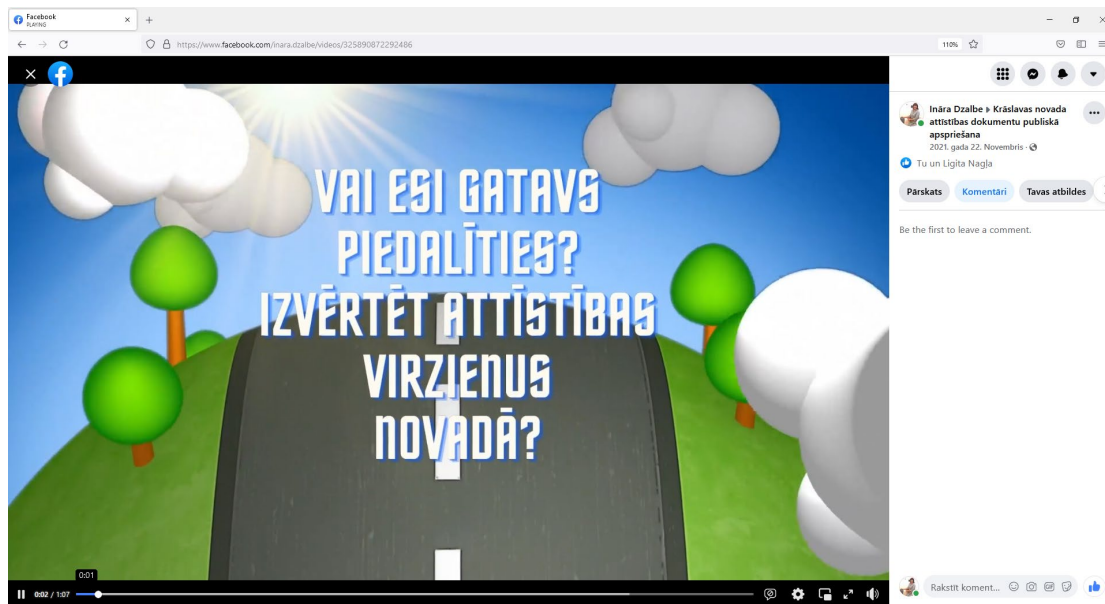 Facebook
PLAYING
https://www.facebook.com/inara.dzalbe/videos/325890872292486
110%
VAI ESI GATAVS
PIEDALĪTIES?
IZVĒRTĒT ATTĪSTĪBAS
VIRZIENUS
NOVADĀ?
0:01
0:02 / 1:07
Ināra Dzalbe ▸ Krāslavas novada
attīstības dokumentu publiskā
apspriešana
2021. gada 22. Novembris ·
Tu un Ligita Nagļa
Pārskats
Komentāri
Tavas atbildes
Be the first to leave a comment.
Rakstīt koment...
GIF